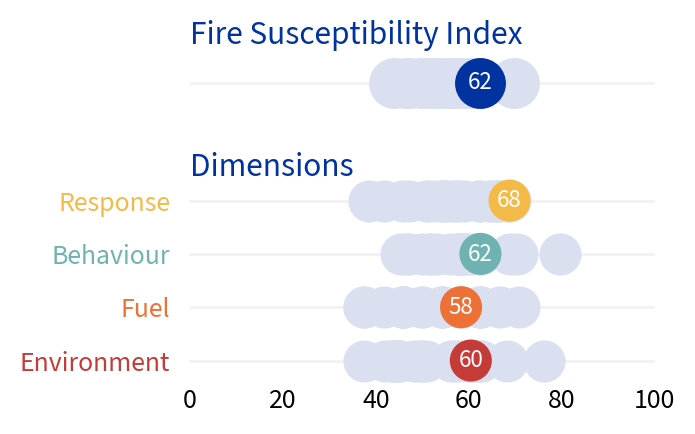 Fire Susceptibility Index
62
Dimensions
Response 68
Behaviour 62
Fuel 58
Environment 60
0 20 40 60 80 100